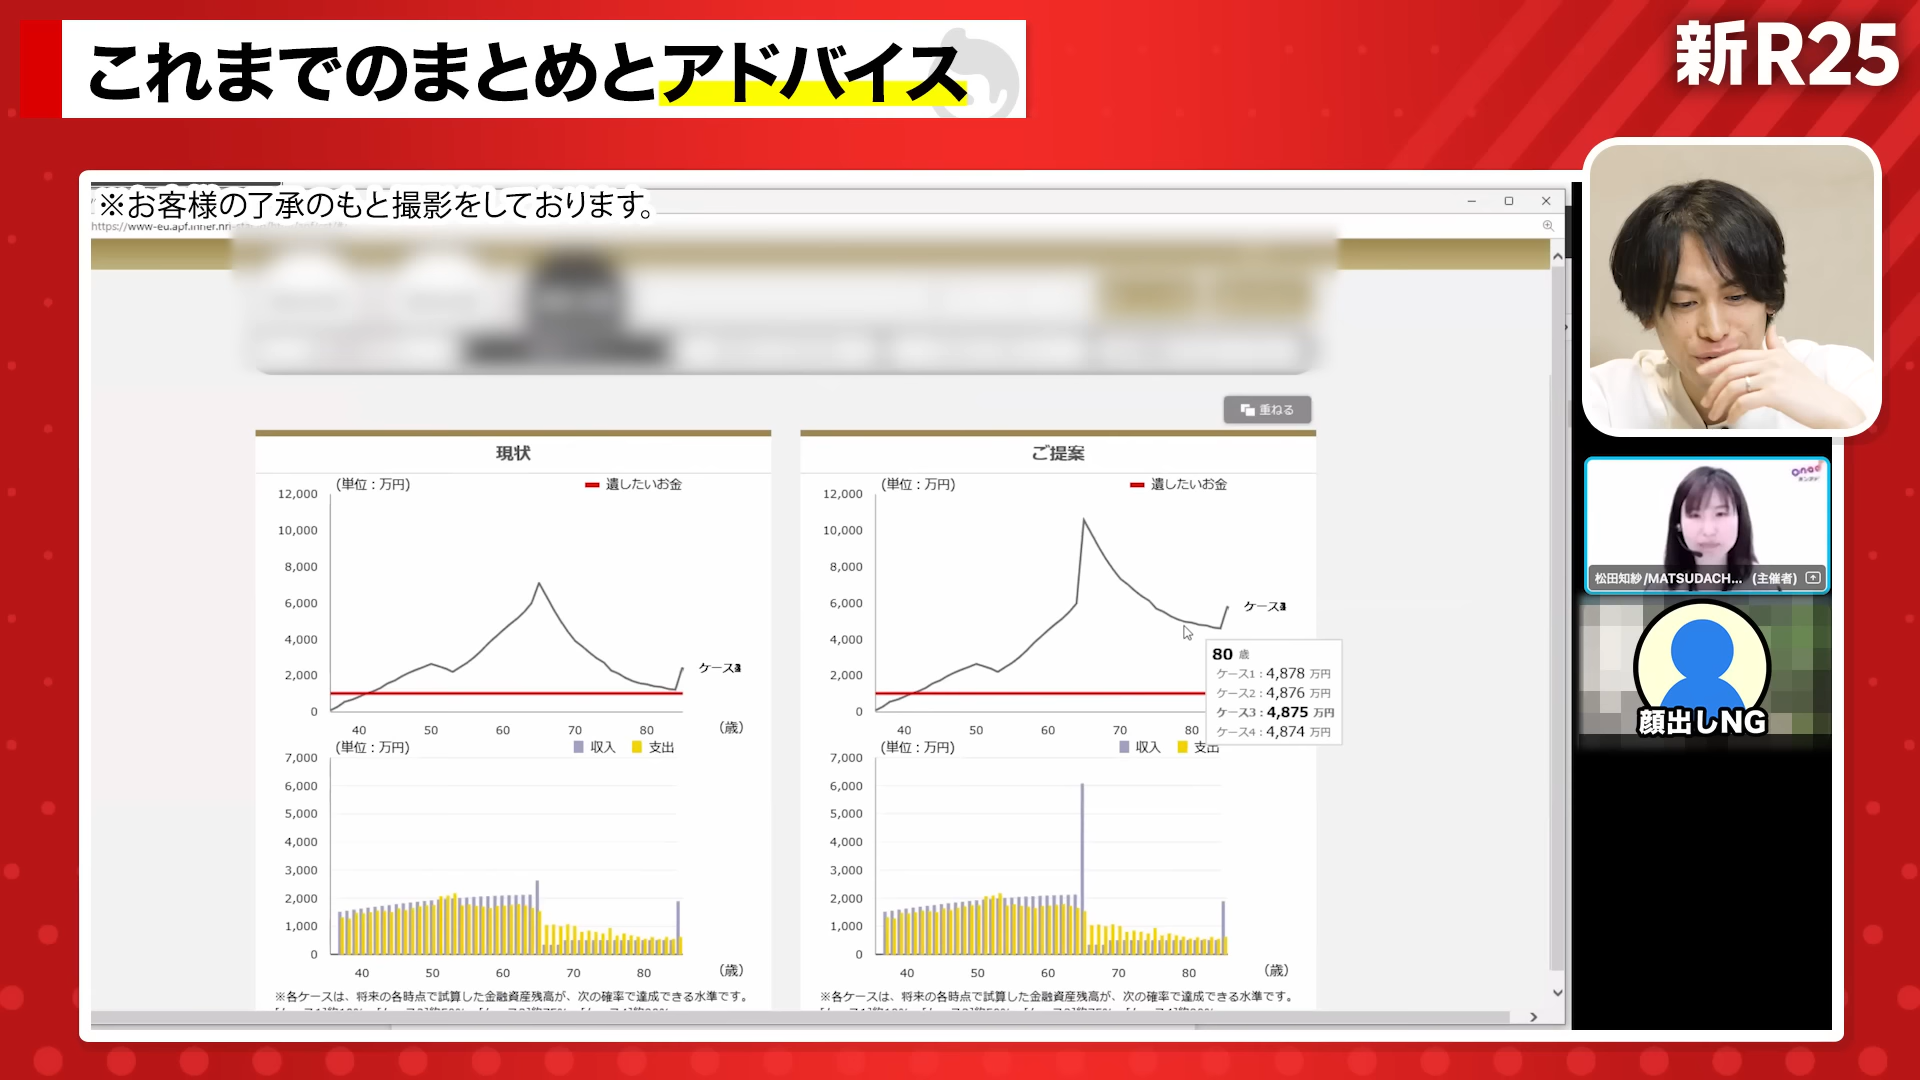 これまでのまとめとアドバイス
新R25
※お客様の了承のもと撮影をしております。
重ねる
現状
(単位：万円)
遺したいお金
12,000
10,000
8,000
6,000
4,000
2,000
0
40 50 60 70 80 (歳)
(単位：万円)
収入 支出
7,000
6,000
5,000
4,000
3,000
2,000
1,000
0
40 50 60 70 80 (歳)
※各ケースは、将来の各時点で試算した金融資産残高が、次の確率で達成できる水準です。
ご提案
(単位：万円)
遺したいお金
12,000
10,000
8,000
6,000
4,000
2,000
0
40 50 60 70 80
80 歳
ケース1：4,878 万円
ケース2：4,876 万円
ケース3：4,875 万円
ケース4：4,874 万円
(単位：万円)
収入 支出
7,000
6,000
5,000
4,000
3,000
2,000
1,000
0
40 50 60 70 80 (歳)
※各ケースは、将来の各時点で試算した金融資産残高が、次の確率で達成できる水準です。
松田知紗/MATSUDACH... (主催者)
顔出しNG